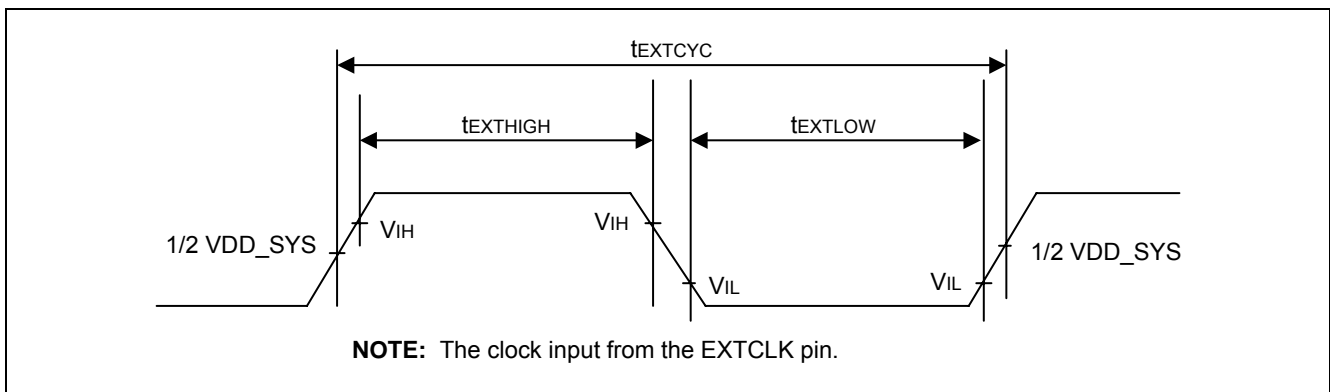 tEXTCYC
tEXTHIGH
tEXTLOW
VIH
VIH
1/2 VDD_SYS
1/2 VDD_SYS
VIL
VIL
NOTE: The clock input from the EXTCLK pin.